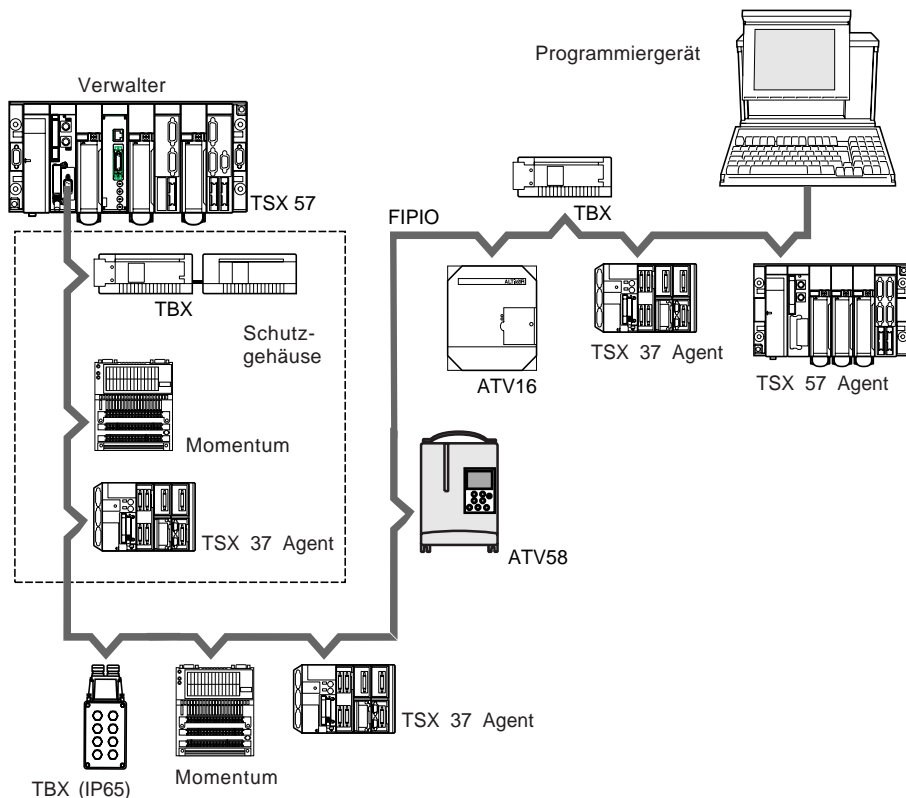 Programmiergerät
Verwalter
TSX 57
TBX
FIPIO
TBX
Schutz-
gehäuse
TSX 37 Agent
ATV16
TSX 57 Agent
Momentum
TSX 37 Agent
ATV58
TSX 37 Agent
Momentum
TBX (IP65)